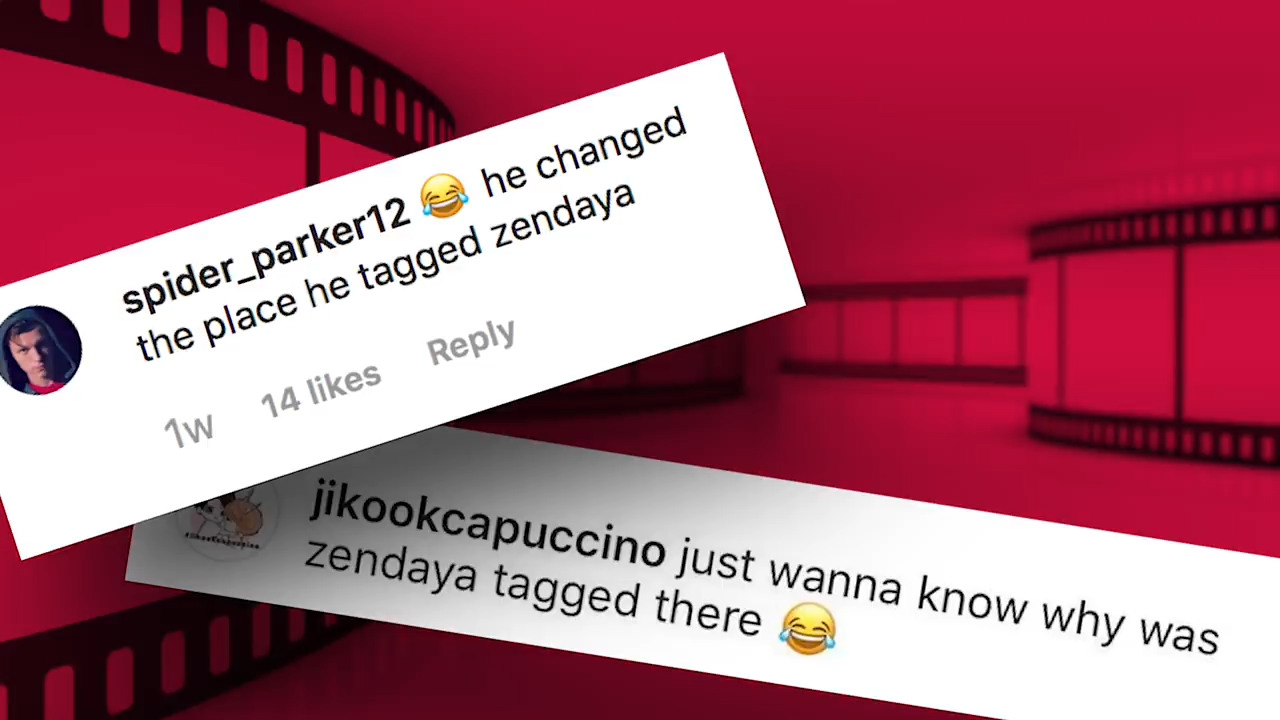 spider_parker12 😂 he changed
the place he tagged zendaya
1w 14 likes Reply
jikookcapuccino just wanna know why was
zendaya tagged there 😂